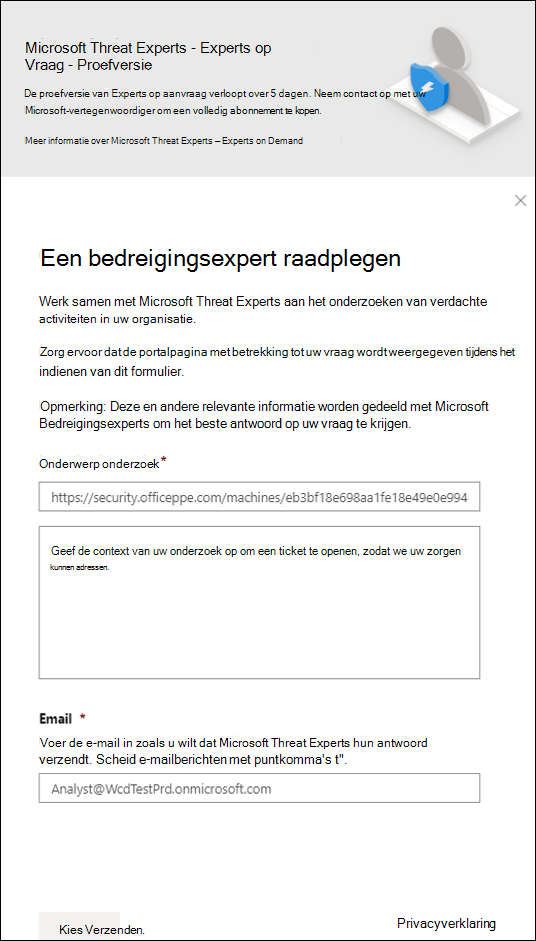 Microsoft Threat Experts - Experts op
Vraag - Proefversie
De proefversie van Experts op aanvraag verloopt over 5 dagen. Neem contact op met uw
Microsoft-vertegenwoordiger om een volledig abonnement te kopen.
Meer informatie over Microsoft Threat Experts – Experts on Demand
Een bedreigingsexpert raadplegen
Werk samen met Microsoft Threat Experts aan het onderzoeken van verdachte
activiteiten in uw organisatie.
Zorg ervoor dat de portalpagina met betrekking tot uw vraag wordt weergegeven tijdens het
indienen van dit formulier.
Opmerking: Deze en andere relevante informatie worden gedeeld met Microsoft
Bedreigingsexperts om het beste antwoord op uw vraag te krijgen.
Onderwerp onderzoek*
https://security.officeppe.com/machines/eb3bf18e698aa1fe18e49e0e994
Geef de context van uw onderzoek op om een ticket te openen, zodat we uw zorgen
kunnen adressen.
Email *
Voer de e-mail in zoals u wilt dat Microsoft Threat Experts hun antwoord
verzendt. Scheid e-mailberichten met puntkomma's t".
Analyst@WcdTestPrd.onmicrosoft.com
Privacyverklaring
Kies Verzenden.